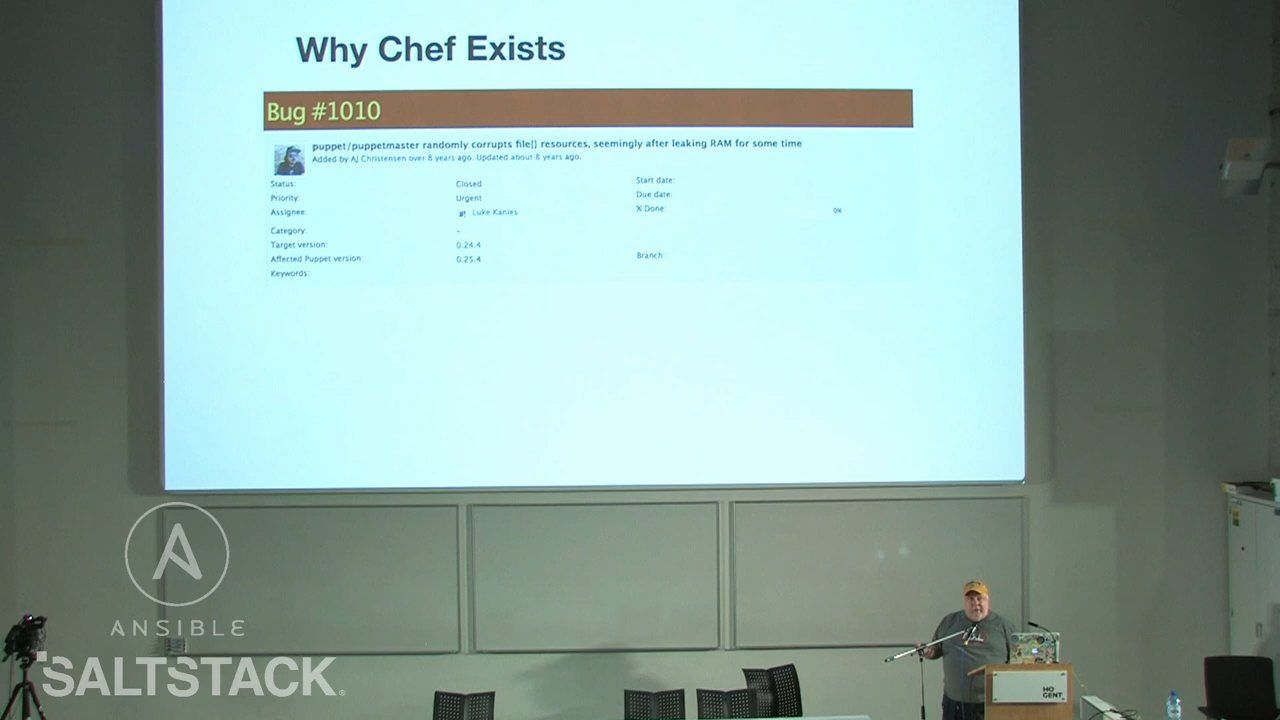 Why Chef Exists
Bug #1010
puppet/puppetmaster randomly corrupts file[] resources, seemingly after leaking RAM for some time
Added by AJ Christensen over 8 years ago. Updated about 8 years ago.
Status: Closed
Priority: Urgent
Assignee: Luke Kanies
Category: -
Target version: 0.24.4
Affected Puppet version: 0.25.4
Keywords:
Start date:
Due date:
% Done: 0%
Branch:
ANSIBLE
SALTSTACK.
HO
GENT